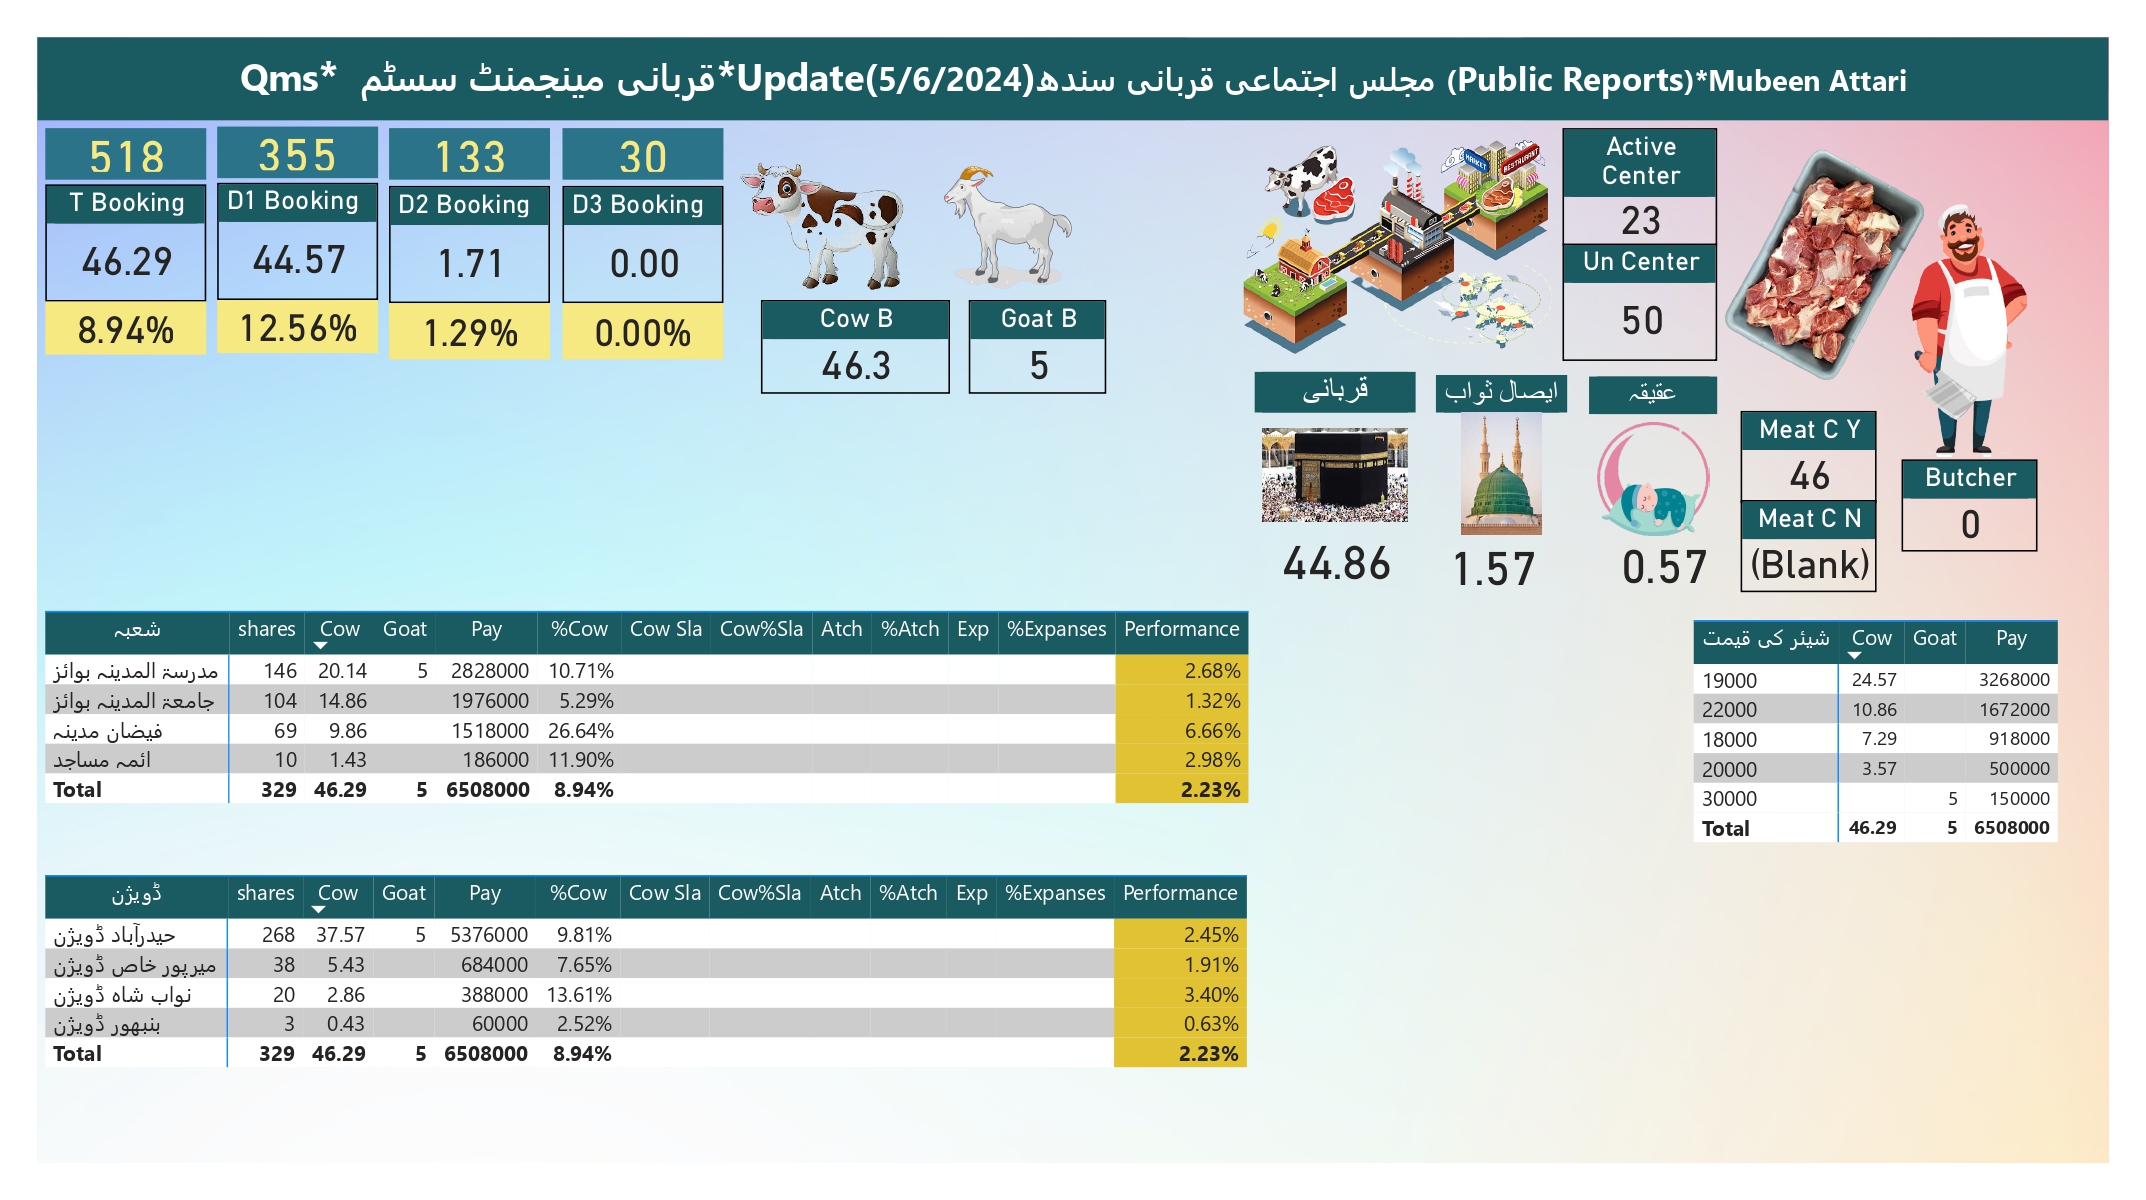 Qms* قربانی مینجمنٹ سسٹم*Update(5/6/2024)مجلس اجتماعی قربانی سندھ (Public Reports)*Mubeen Attari
518 355 133 30
T Booking D1 Booking D2 Booking D3 Booking
46.29 44.57 1.71 0.00
8.94% 12.56% 1.29% 0.00%
Cow B Goat B
46.3 5
MARKET RESTAURANT
Active Center
23
Un Center
50
قربانی ایصال ثواب عقیقہ
44.86 1.57 0.57
Meat C Y
46
Meat C N
(Blank)
Butcher
0
شعبہ shares Cow Goat Pay %Cow Cow Sla Cow%Sla Atch %Atch Exp %Expanses Performance
مدرسۃ المدینہ بوائز 146 20.14 5 2828000 10.71% 2.68%
جامعۃ المدینہ بوائز 104 14.86 1976000 5.29% 1.32%
فیضان مدینہ 69 9.86 1518000 26.64% 6.66%
ائمہ مساجد 10 1.43 186000 11.90% 2.98%
Total 329 46.29 5 6508000 8.94% 2.23%
شیئر کی قیمت Cow Goat Pay
19000 24.57 3268000
22000 10.86 1672000
18000 7.29 918000
20000 3.57 500000
30000 5 150000
Total 46.29 5 6508000
ڈویژن shares Cow Goat Pay %Cow Cow Sla Cow%Sla Atch %Atch Exp %Expanses Performance
حیدرآباد ڈویژن 268 37.57 5 5376000 9.81% 2.45%
میرپور خاص ڈویژن 38 5.43 684000 7.65% 1.91%
نواب شاہ ڈویژن 20 2.86 388000 13.61% 3.40%
بنبھور ڈویژن 3 0.43 60000 2.52% 0.63%
Total 329 46.29 5 6508000 8.94% 2.23%